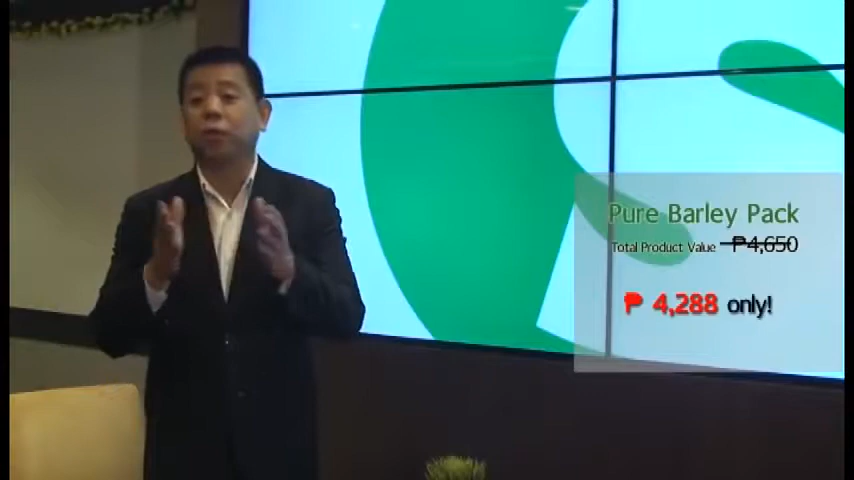 Pure Barley Pack
Total Product Value ₱4,650
₱ 4,288 only!